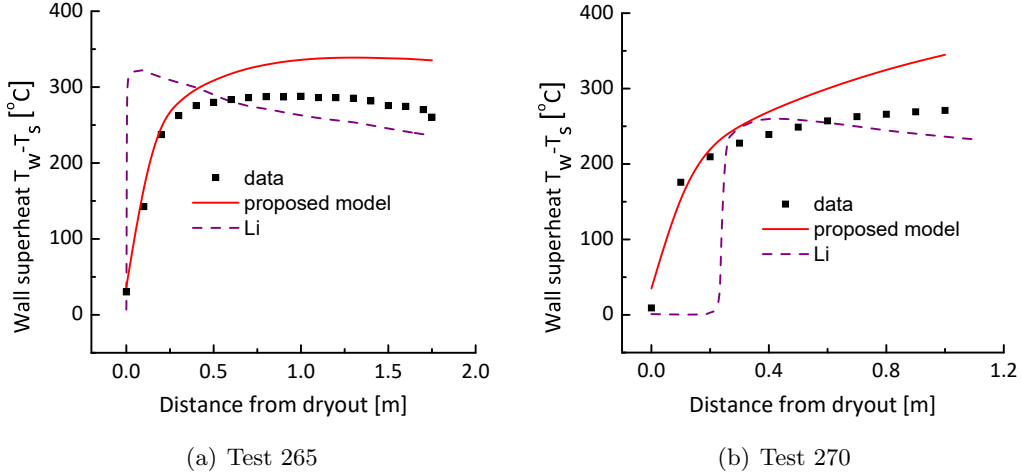 400
300
200
100
0
Wall superheat T_w-T_s [°C]
data
proposed model
Li
0.0 0.5 1.0 1.5 2.0
Distance from dryout [m]
(a) Test 265
400
300
200
100
0
Wall superheat T_w-T_s [°C]
data
proposed model
Li
0.0 0.4 0.8 1.2
Distance from dryout [m]
(b) Test 270